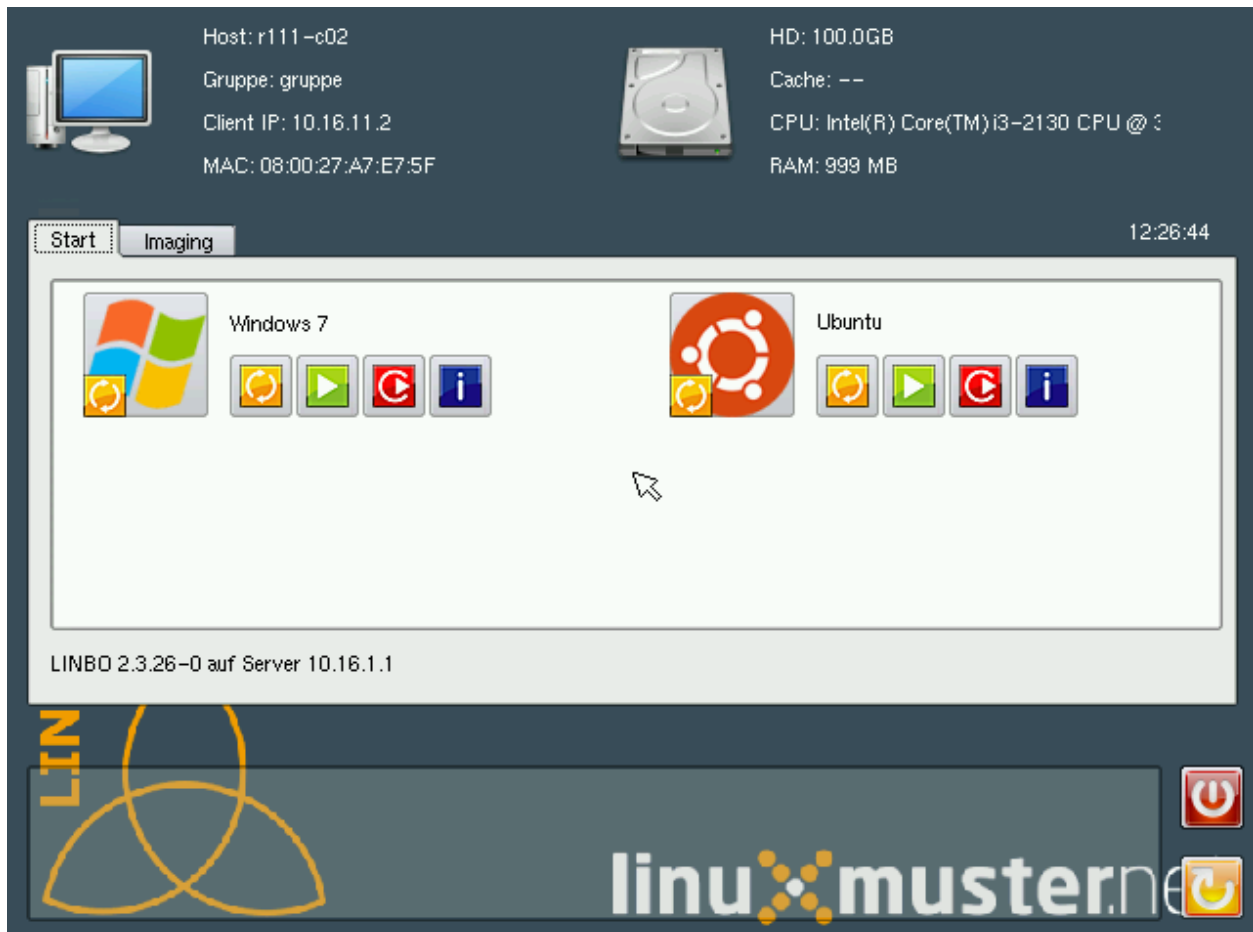 Host: r111-c02
Gruppe: gruppe
Client IP: 10.16.11.2
MAC: 08:00:27:A7:E7:5F
HD: 100.0GB
Cache: --
CPU: Intel(R) Core(TM) i3-2130 CPU @
RAM: 999 MB
Start
Imaging
12:26:44
Windows 7
Ubuntu
LINBO 2.3.26-0 auf Server 10.16.1.1
LIN
linuxmuster.ne